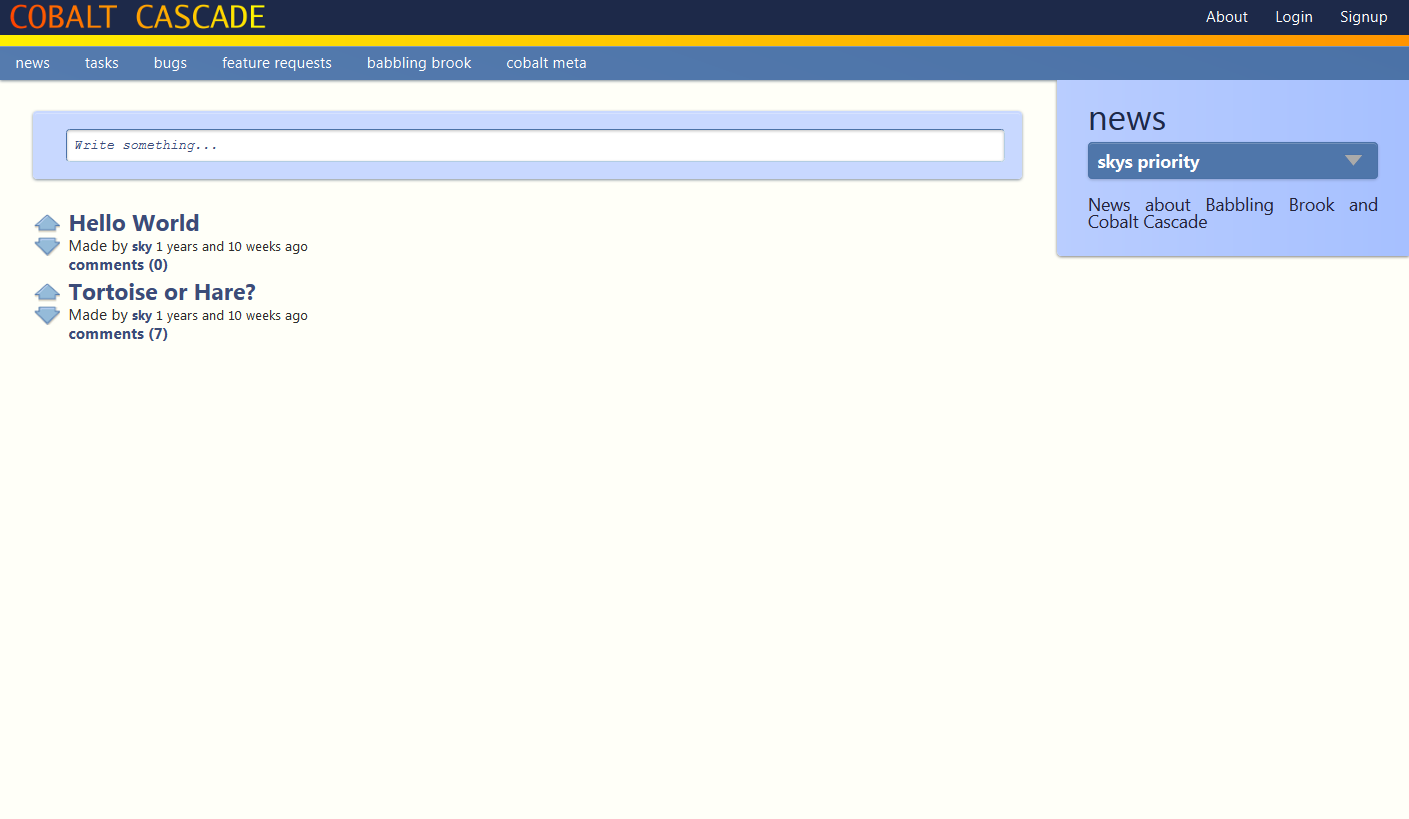 COBALT CASCADE
About Login Signup
news tasks bugs feature requests babbling brook cobalt meta
Write something...
Hello World
Made by sky 1 years and 10 weeks ago
comments (0)
Tortoise or Hare?
Made by sky 1 years and 10 weeks ago
comments (7)
news
skys priority
News about Babbling Brook and
Cobalt Cascade